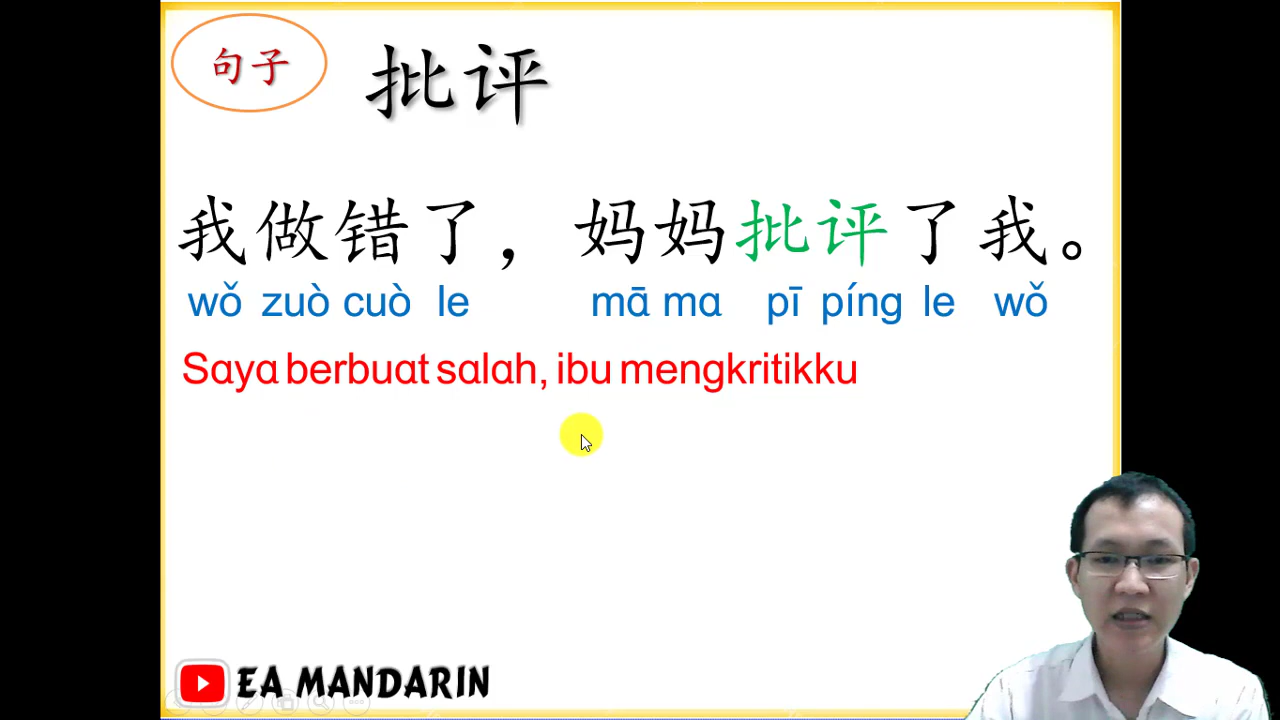 句子
批评
我做错了，妈妈批评了我。
wǒ zuò cuò le mā ma pī píng le wǒ
Saya berbuat salah, ibu mengkritikku
EA MANDARIN